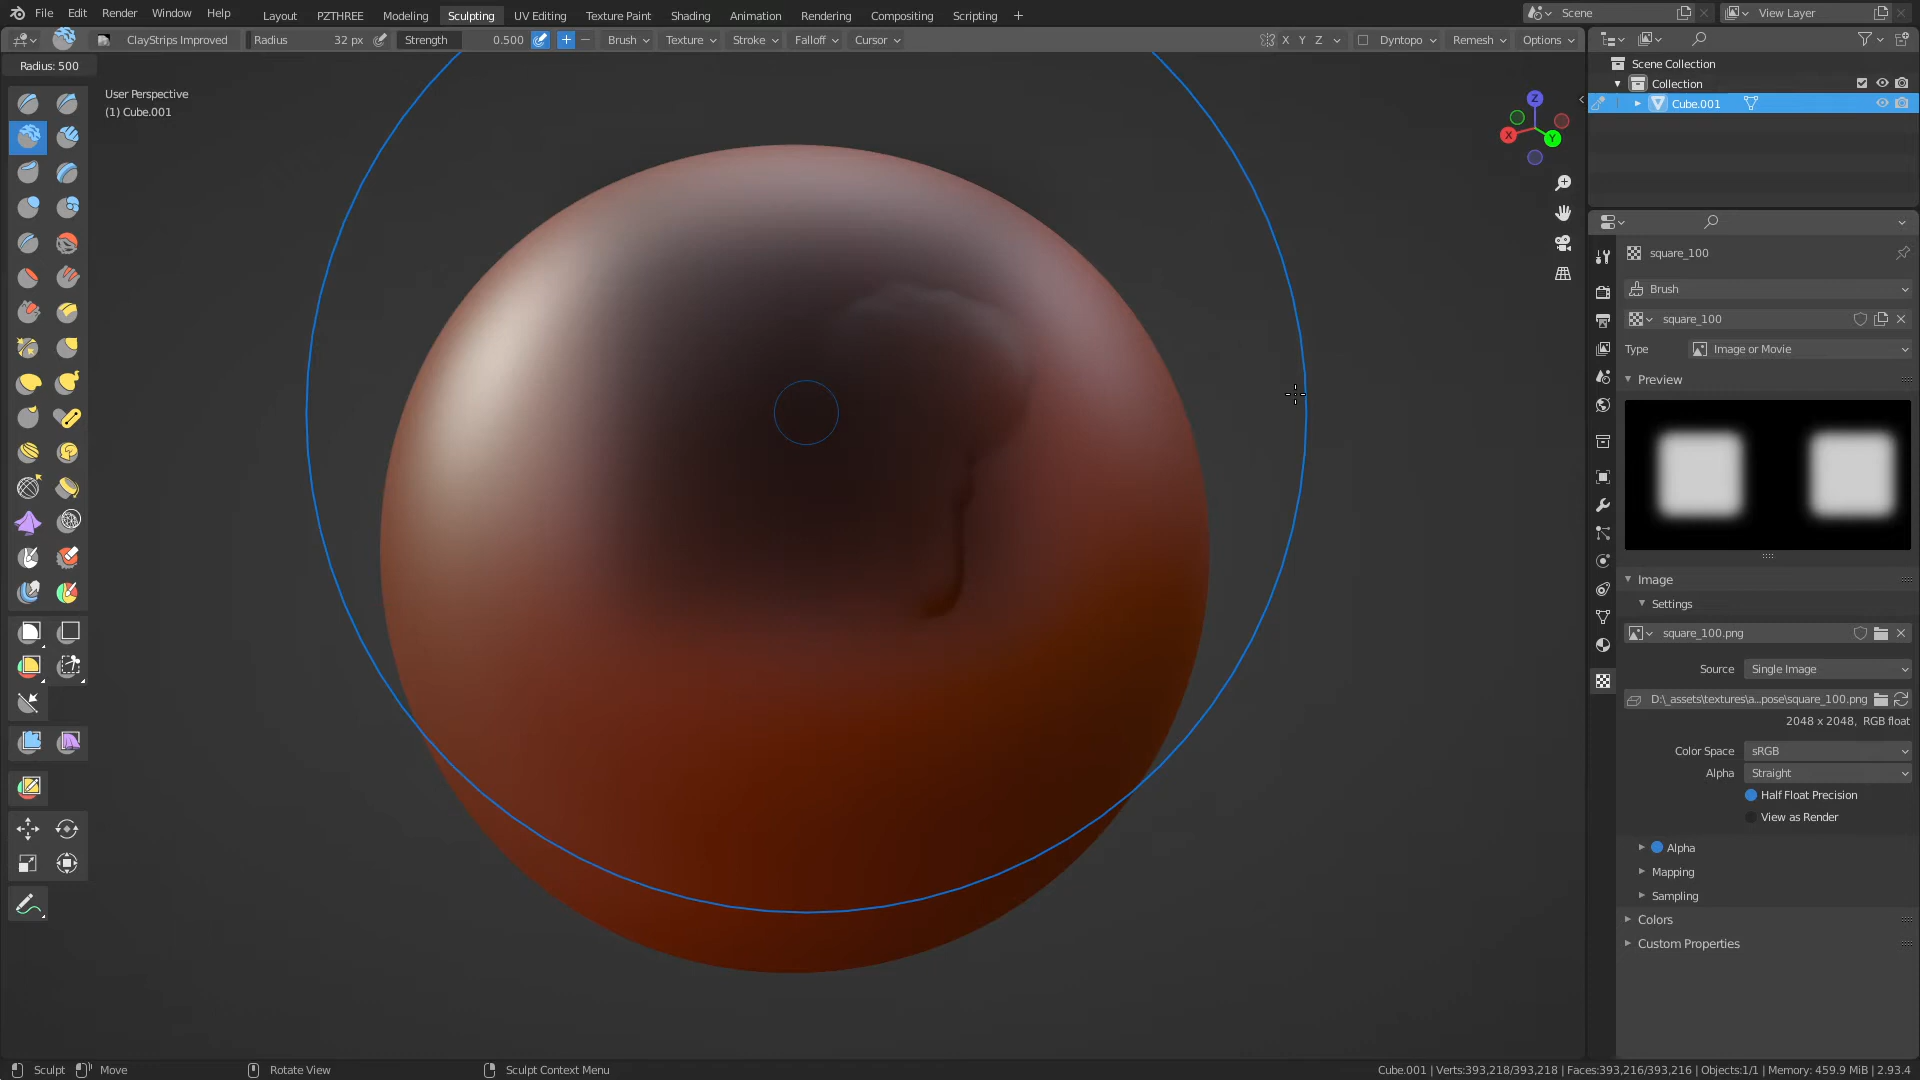 File Edit Render Window Help
Layout PZTHREE Modeling Sculpting UV Editing Texture Paint Shading Animation Rendering Compositing Scripting +
Scene
View Layer
ClayStrips Improved Radius 32 px Strength 0.500 + − Brush Texture Stroke Falloff Cursor X Y Z Dyntopo Remesh Options
Radius: 500
User Perspective
(1) Cube.001
Z
X
Y
Scene Collection
Collection
Cube.001
square_100
Brush
square_100
Type Image or Movie
Preview
Image
Settings
square_100.png
Source Single Image
D:\_assets\textures\a...pose\square_100.png
2048 x 2048, RGB float
Color Space sRGB
Alpha Straight
Half Float Precision
View as Render
Alpha
Mapping
Sampling
Colors
Custom Properties
Sculpt Move Rotate View Sculpt Context Menu
Cube.001 | Verts:393,218/393,218 | Faces:393,216/393,216 | Objects:1/1 | Memory: 459.9 MiB | 2.93.4